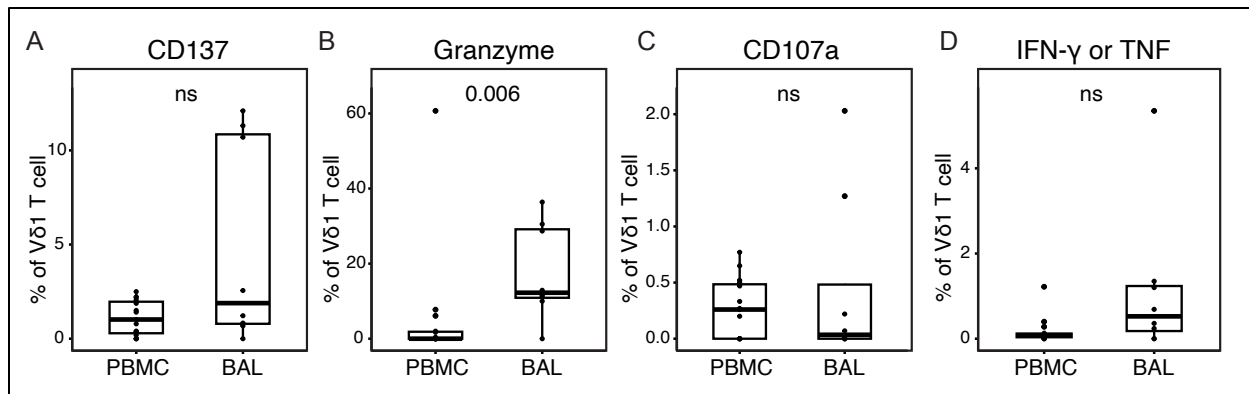 A
CD137
ns
% of Vδ1 T cell
10
5
0
PBMC BAL
B
Granzyme
0.006
% of Vδ1 T cell
60
40
20
0
PBMC BAL
C
CD107a
ns
% of Vδ1 T cell
2.0
1.5
1.0
0.5
0.0
PBMC BAL
D
IFN-γ or TNF
ns
% of Vδ1 T cell
4
2
0
PBMC BAL